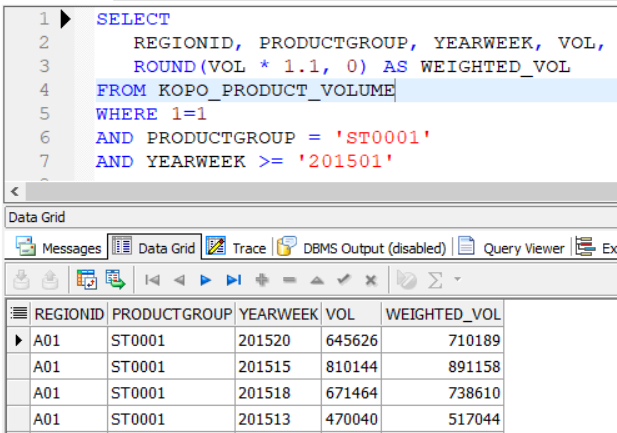 1 SELECT
2 REGIONID, PRODUCTGROUP, YEARWEEK, VOL,
3 ROUND(VOL * 1.1, 0) AS WEIGHTED_VOL
4 FROM KOPO_PRODUCT_VOLUME
5 WHERE 1=1
6 AND PRODUCTGROUP = 'ST0001'
7 AND YEARWEEK >= '201501'
Data Grid
Messages Data Grid Trace DBMS Output (disabled) Query Viewer Ex
REGIONID PRODUCTGROUP YEARWEEK VOL WEIGHTED_VOL
A01 ST0001 201520 645626 710189
A01 ST0001 201515 810144 891158
A01 ST0001 201518 671464 738610
A01 ST0001 201513 470040 517044